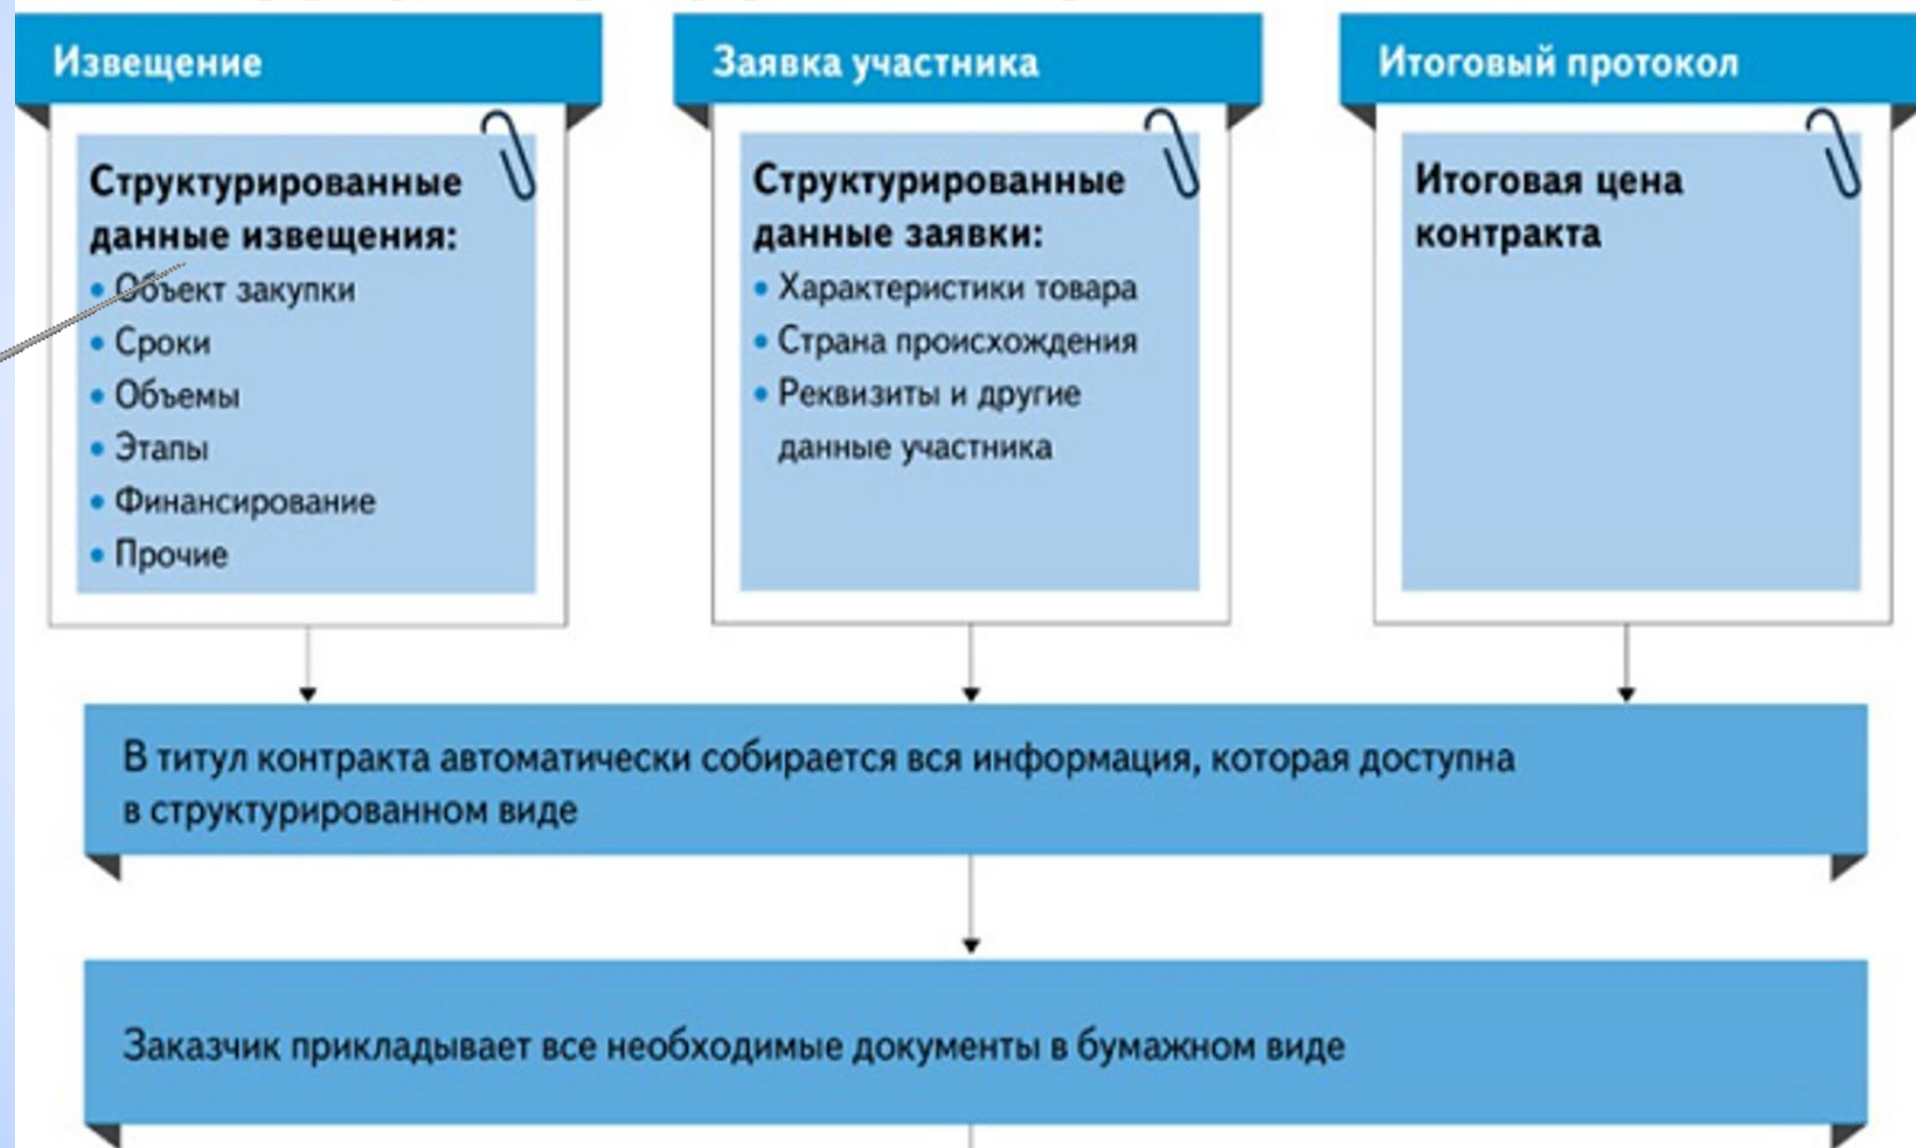 Извещение
Структурированные
данные извещения:
• Объект закупки
• Сроки
• Объемы
• Этапы
• Финансирование
• Прочие
Заявка участника
Структурированные
данные заявки:
• Характеристики товара
• Страна происхождения
• Реквизиты и другие
данные участника
Итоговый протокол
Итоговая цена
контракта
В титул контракта автоматически собирается вся информация, которая доступна
в структурированном виде
Заказчик прикладывает все необходимые документы в бумажном виде